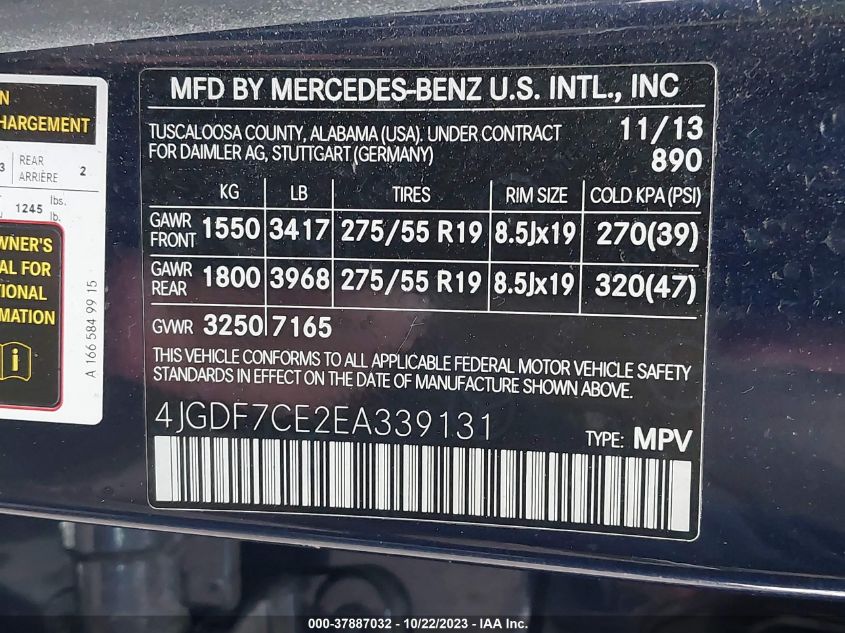 N
HARGEMENT
3 REAR ARRIÈRE 2
1245 lbs. lb.
WNER'S
AL FOR
TIONAL
MATION
i
A 166 584 99 15
MFD BY MERCEDES-BENZ U.S. INTL., INC
TUSCALOOSA COUNTY, ALABAMA (USA). UNDER CONTRACT 11/13
FOR DAIMLER AG, STUTTGART (GERMANY) 890
KG LB TIRES RIM SIZE COLD KPA (PSI)
GAWR FRONT 1550 3417 275/55 R19 8.5Jx19 270(39)
GAWR REAR 1800 3968 275/55 R19 8.5Jx19 320(47)
GVWR 3250 7165
THIS VEHICLE CONFORMS TO ALL APPLICABLE FEDERAL MOTOR VEHICLE SAFETY
STANDARDS IN EFFECT ON THE DATE OF MANUFACTURE SHOWN ABOVE.
4JGDF7CE2EA339131 TYPE: MPV
000-37887032 - 10/22/2023 - IAA Inc.